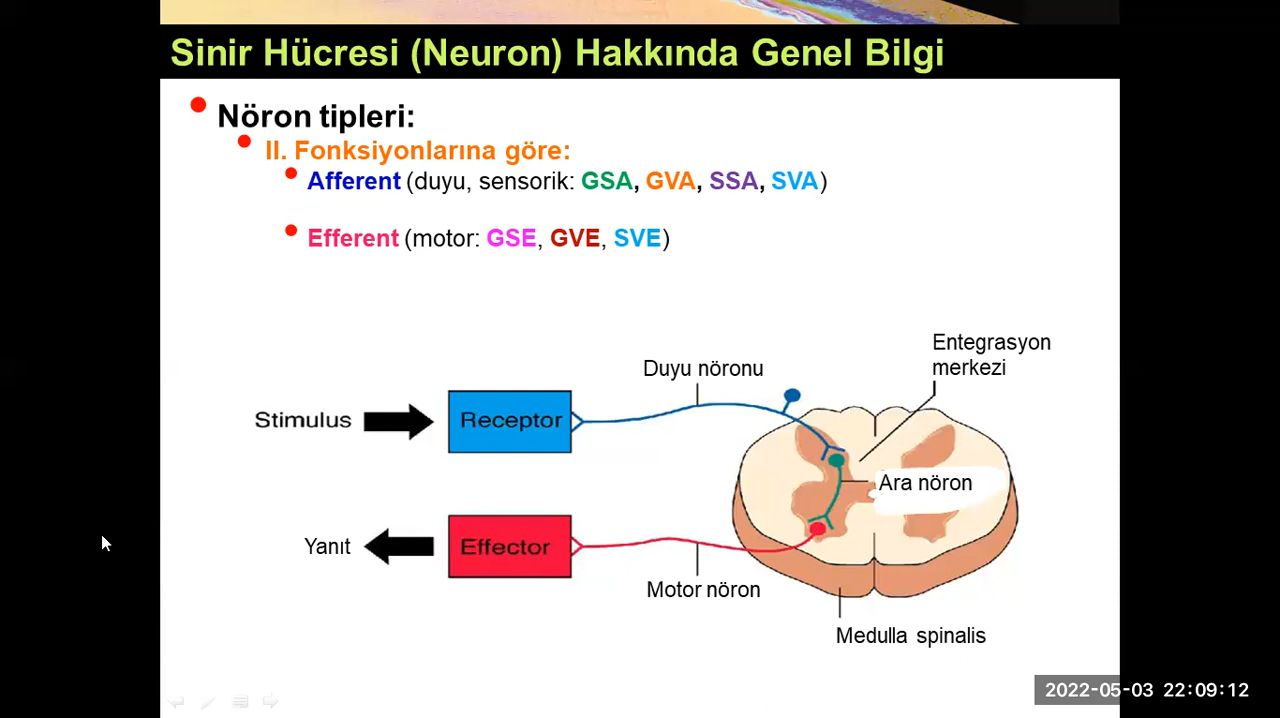 Sinir Hücresi (Neuron) Hakkında Genel Bilgi
Nöron tipleri:
II. Fonksiyonlarına göre:
Afferent (duyu, sensorik: GSA, GVA, SSA, SVA)
Efferent (motor: GSE, GVE, SVE)
Entegrasyon
merkezi
Duyu nöronu
Stimulus
Receptor
Ara nöron
Yanıt
Effector
Motor nöron
Medulla spinalis
2022-05-03 22:09:12